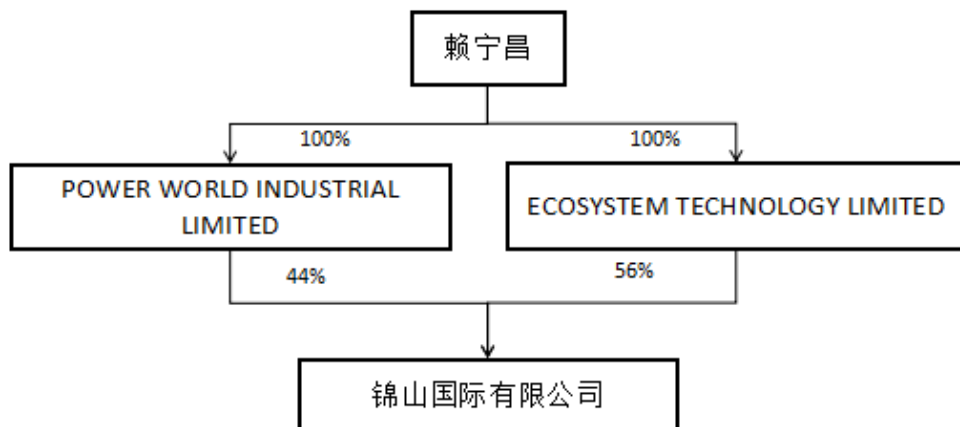 赖宁昌
100%
100%
POWER WORLD INDUSTRIAL
LIMITED
ECOSYSTEM TECHNOLOGY LIMITED
44%
56%
锦山国际有限公司